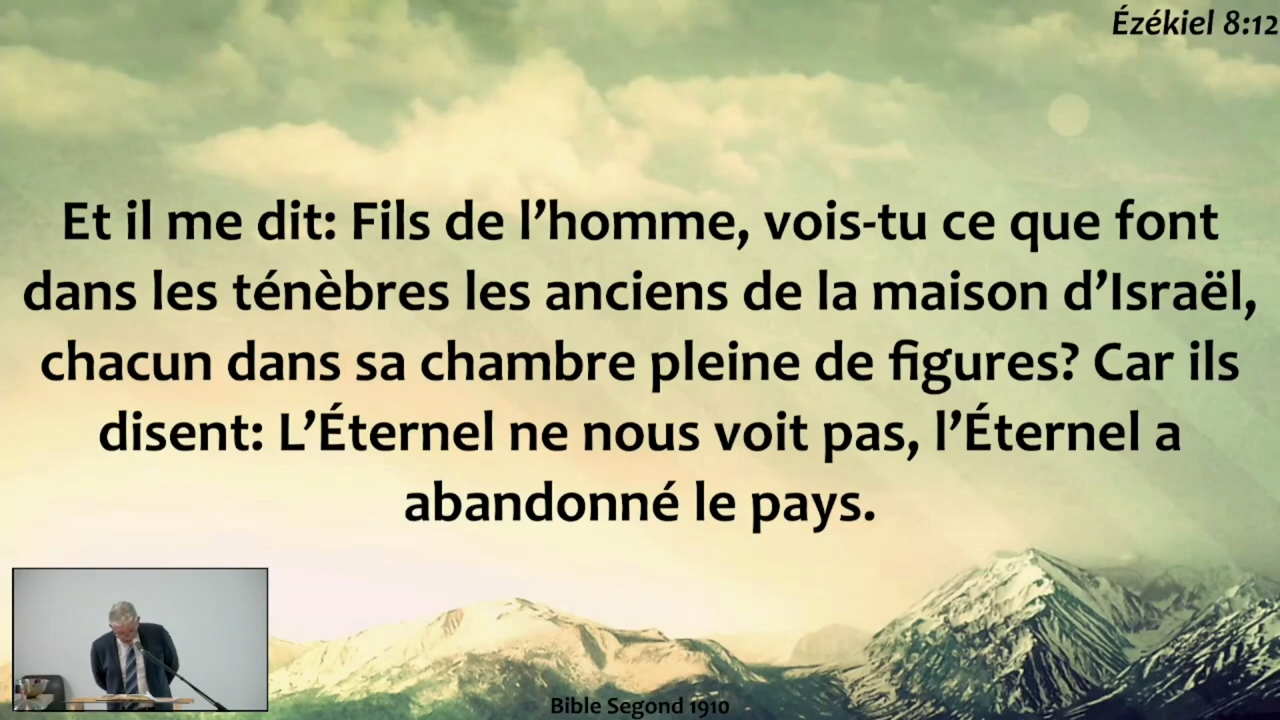 Ézékiel 8:12
Et il me dit: Fils de l’homme, vois-tu ce que font
dans les ténèbres les anciens de la maison d’Israël,
chacun dans sa chambre pleine de figures? Car ils
disent: L’Éternel ne nous voit pas, l’Éternel a
abandonné le pays.
Bible Segond 1910